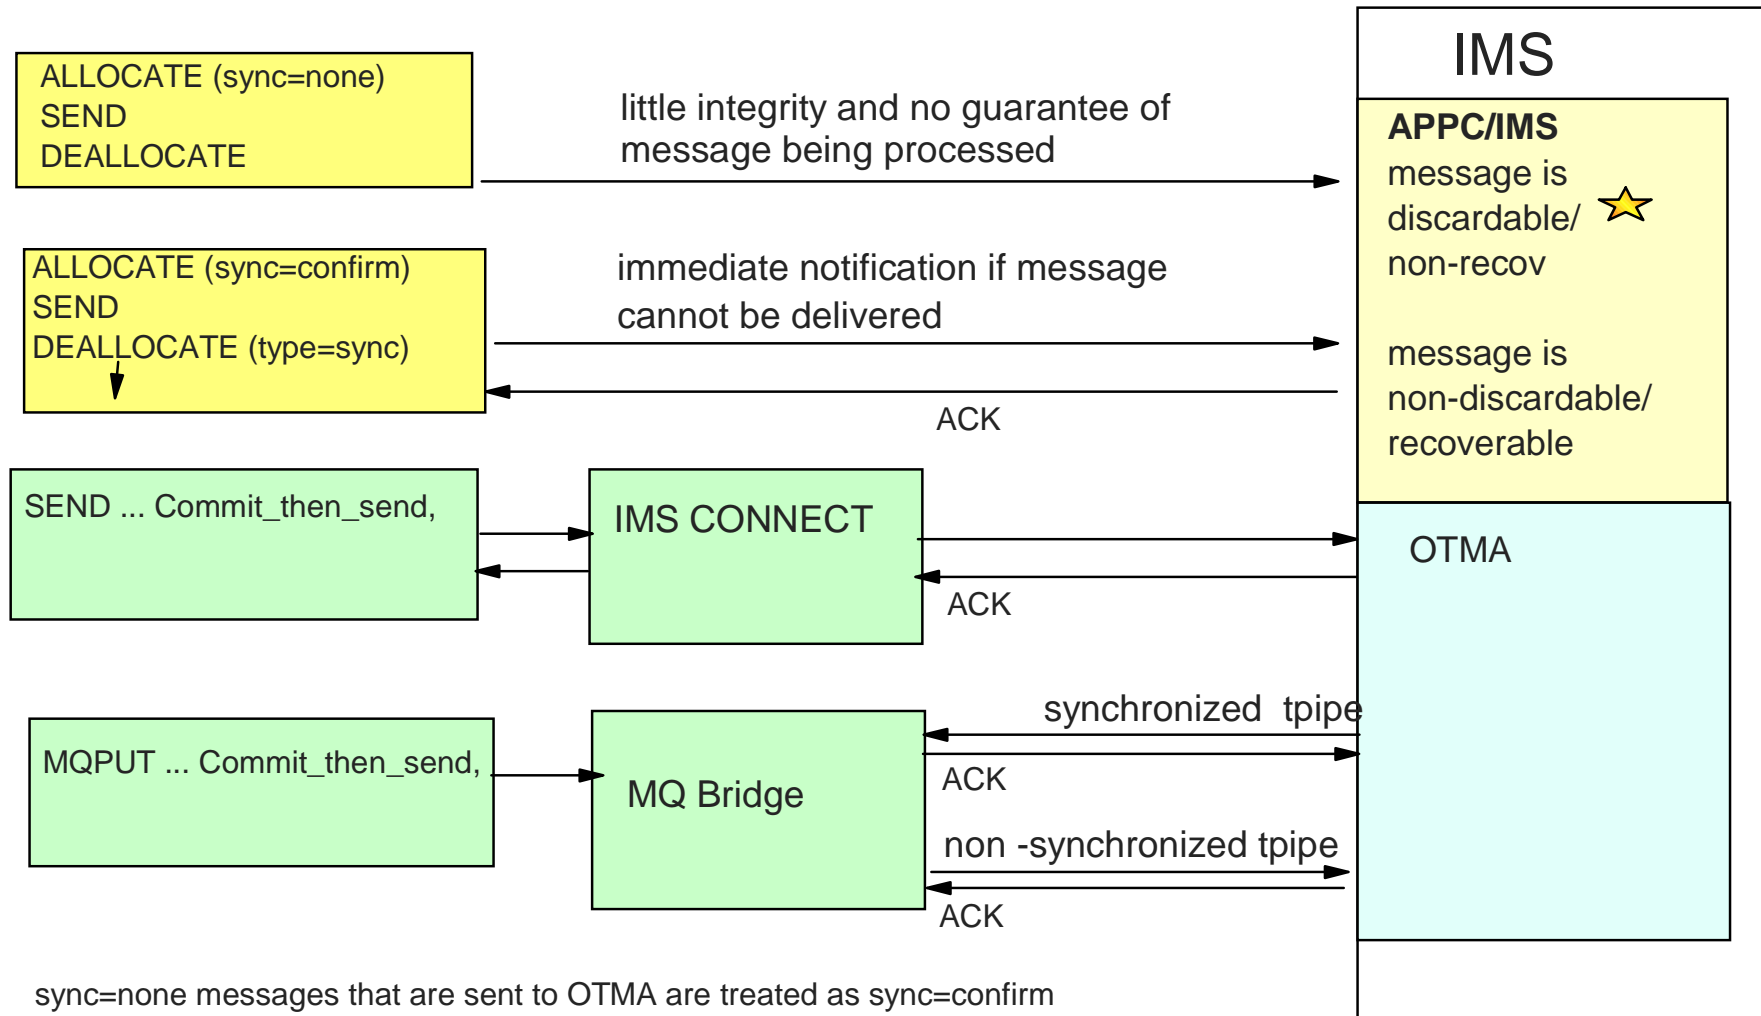 IMS
ALLOCATE (sync=none)
SEND
DEALLOCATE
little integrity and no guarantee of
message being processed
APPC/IMS
message is
discardable/
non-recov
ALLOCATE (sync=confirm)
SEND
DEALLOCATE (type=sync)
immediate notification if message
cannot be delivered
ACK
message is
non-discardable/
recoverable
SEND ... Commit_then_send,
IMS CONNECT
ACK
OTMA
MQPUT ... Commit_then_send,
MQ Bridge
synchronized  tpipe
ACK
non -synchronized tpipe
ACK
sync=none messages that are sent to OTMA are treated as sync=confirm